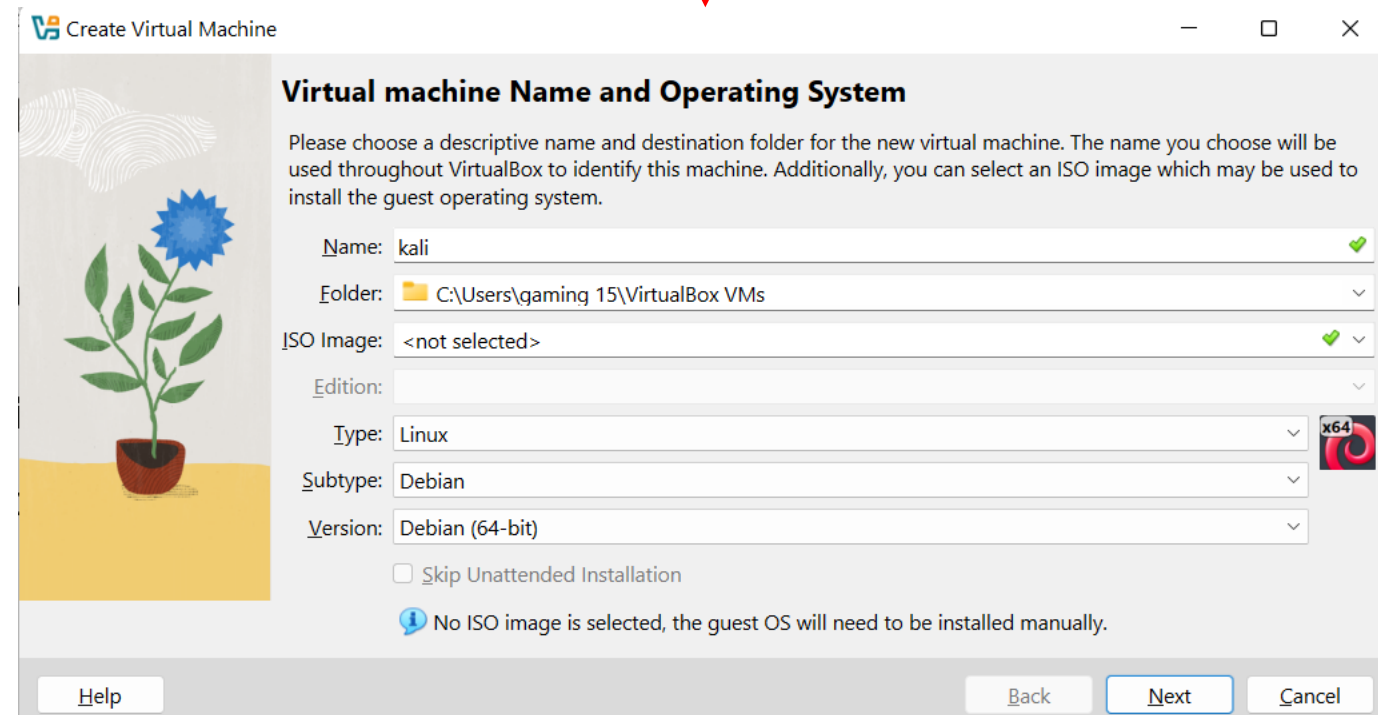 Create Virtual Machine
Virtual machine Name and Operating System
Please choose a descriptive name and destination folder for the new virtual machine. The name you choose will be
used throughout VirtualBox to identify this machine. Additionally, you can select an ISO image which may be used to
install the guest operating system.
Name: kali
Folder: C:\Users\gaming 15\VirtualBox VMs
ISO Image: <not selected>
Edition:
Type: Linux
x64
Subtype: Debian
Version: Debian (64-bit)
Skip Unattended Installation
No ISO image is selected, the guest OS will need to be installed manually.
Help Back Next Cancel